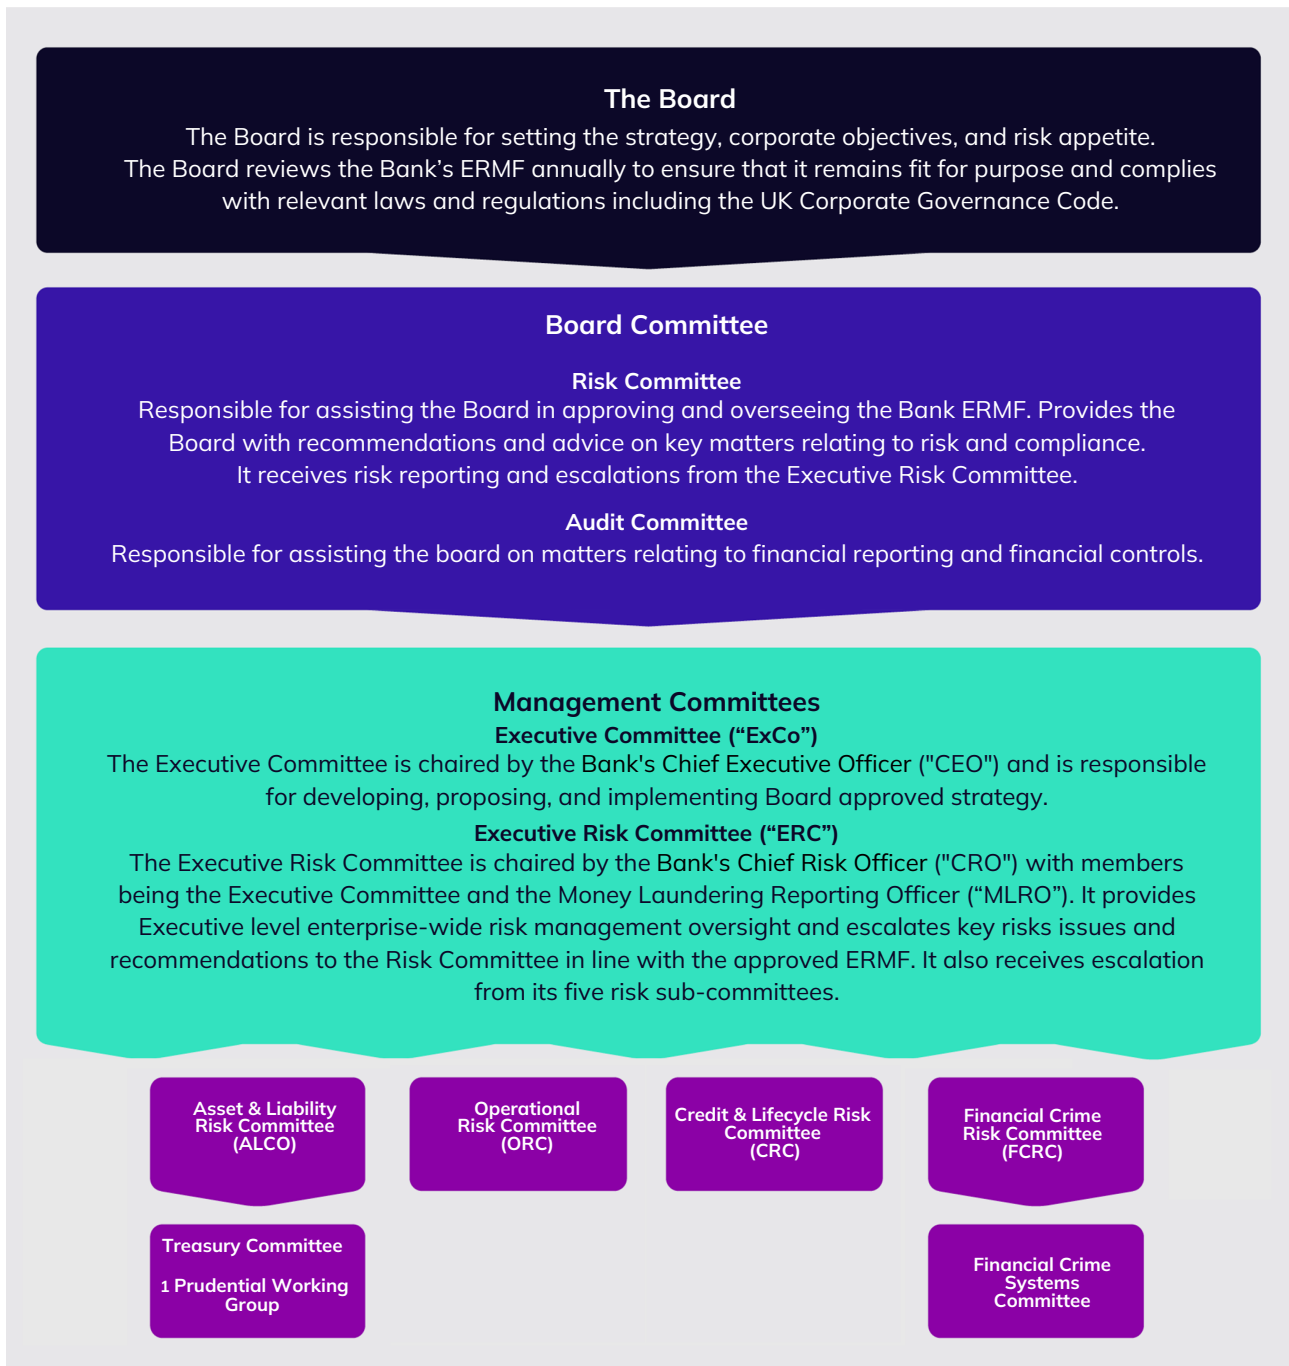 The Board
The Board is responsible for setting the strategy, corporate objectives, and risk appetite.
The Board reviews the Bank’s ERMF annually to ensure that it remains fit for purpose and complies
with relevant laws and regulations including the UK Corporate Governance Code.
Board Committee
Risk Committee
Responsible for assisting the Board in approving and overseeing the Bank ERMF. Provides the
Board with recommendations and advice on key matters relating to risk and compliance.
It receives risk reporting and escalations from the Executive Risk Committee.
Audit Committee
Responsible for assisting the board on matters relating to financial reporting and financial controls.
Management Committees
Executive Committee (“ExCo”)
The Executive Committee is chaired by the Bank's Chief Executive Officer ("CEO") and is responsible
for developing, proposing, and implementing Board approved strategy.
Executive Risk Committee (“ERC”)
The Executive Risk Committee is chaired by the Bank's Chief Risk Officer ("CRO") with members
being the Executive Committee and the Money Laundering Reporting Officer (“MLRO”). It provides
Executive level enterprise-wide risk management oversight and escalates key risks issues and
recommendations to the Risk Committee in line with the approved ERMF. It also receives escalation
from its five risk sub-committees.
Asset & Liability
Risk Committee
(ALCO)
Operational
Risk Committee
(ORC)
Credit & Lifecycle Risk
Committee
(CRC)
Financial Crime
Risk Committee
(FCRC)
Treasury Committee
1 Prudential Working
Group
Financial Crime
Systems
Committee